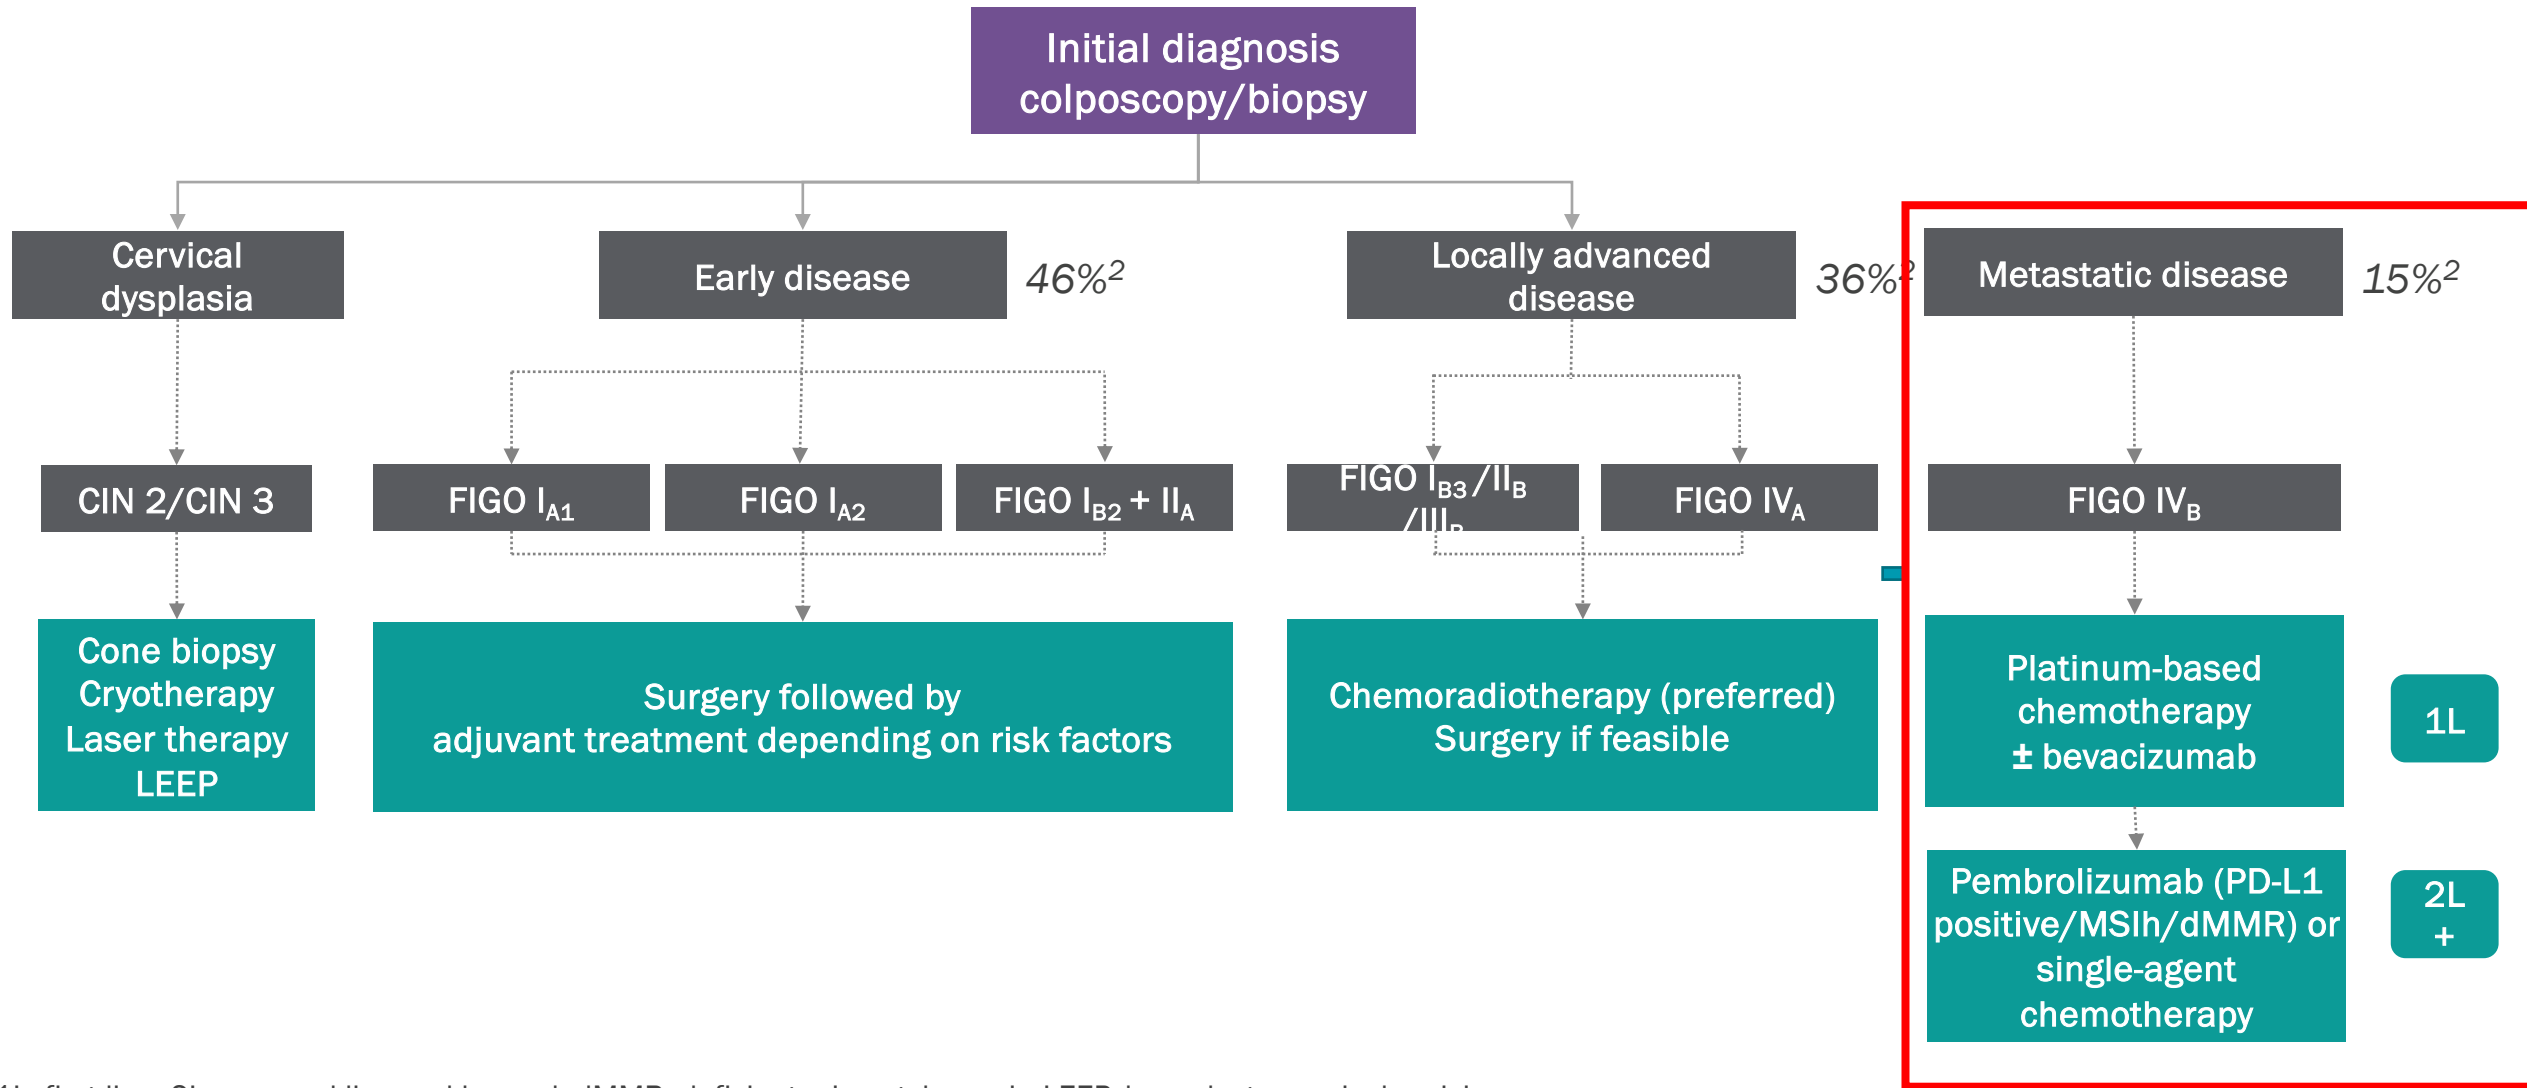 Initial diagnosis
colposcopy/biopsy
Cervical
dysplasia
Early disease
46%2
Locally advanced
disease
36%2
Metastatic disease
15%2
CIN 2/CIN 3
FIGO IA1
FIGO IA2
FIGO IB2 + IIA
FIGO IB3 /IIB
/IIIB
FIGO IVA
FIGO IVB
Cone biopsy
Cryotherapy
Laser therapy
LEEP
Surgery followed by
adjuvant treatment depending on risk factors
Chemoradiotherapy (preferred)
Surgery if feasible
Platinum-based
chemotherapy
± bevacizumab
1L
Pembrolizumab (PD-L1
positive/MSIh/dMMR) or
single-agent
chemotherapy
2L
+